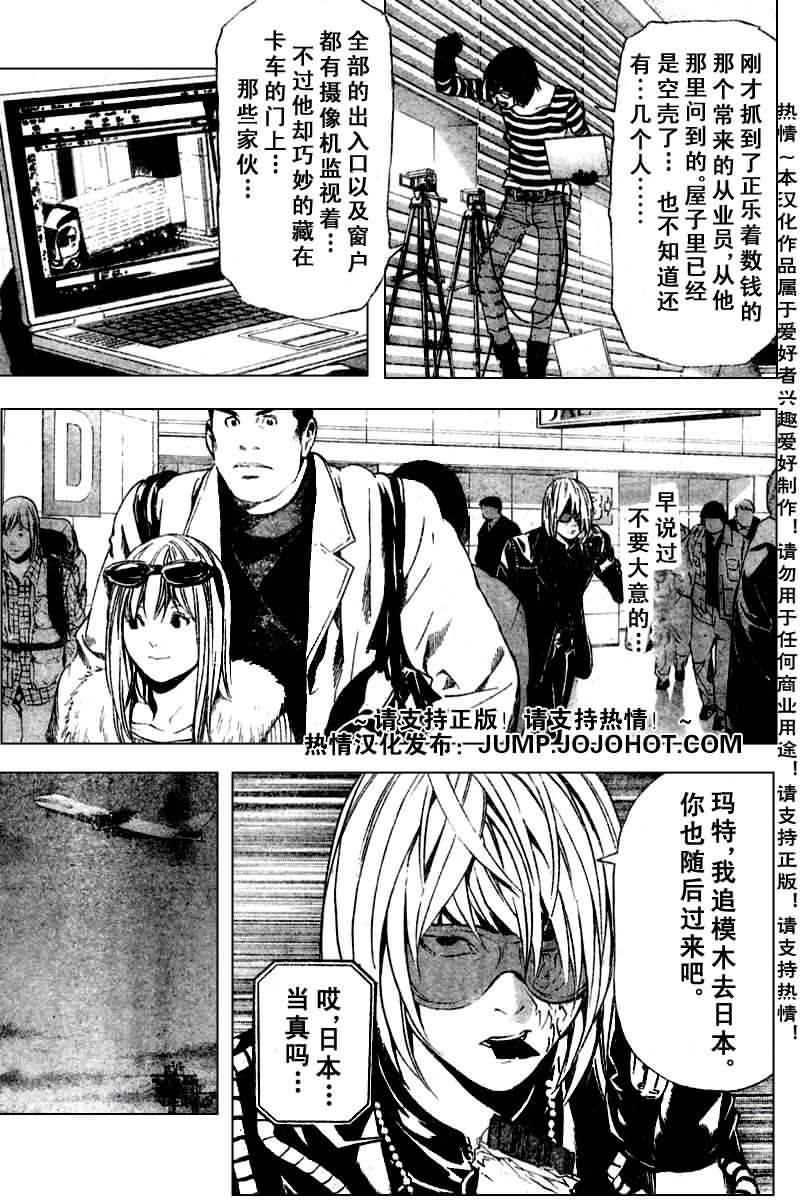 刚才抓到了正乐着数钱的
那个常来的从业员,从他
那里问到的。屋子里已经
是空壳了… 也不知道还
有…几个人……
全部的出入口以及窗户
都有摄像机监视着…
不过他却巧妙的藏在
卡车的门上…
那些家伙…
D
JAL
早说过
不要大意的…
~请支持正版! 请支持热情! ~
热情汉化发布: JUMP.JOJOHOT.COM
玛特,我追模木去日本。
你也随后过来吧。
哎,日本…
当真吗…
热情~本汉化作品属于爱好者兴趣爱好制作!请勿用于任何商业用途!请支持正版!请支持热情!